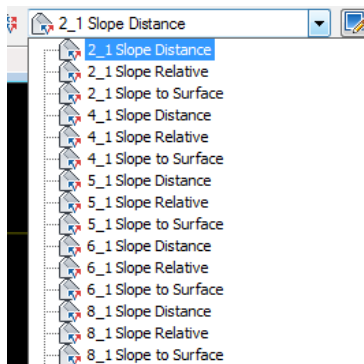 2_1 Slope Distance
2_1 Slope Distance
2_1 Slope Relative
2_1 Slope to Surface
4_1 Slope Distance
4_1 Slope Relative
4_1 Slope to Surface
5_1 Slope Distance
5_1 Slope Relative
5_1 Slope to Surface
6_1 Slope Distance
6_1 Slope Relative
6_1 Slope to Surface
8_1 Slope Distance
8_1 Slope Relative
8_1 Slope to Surface